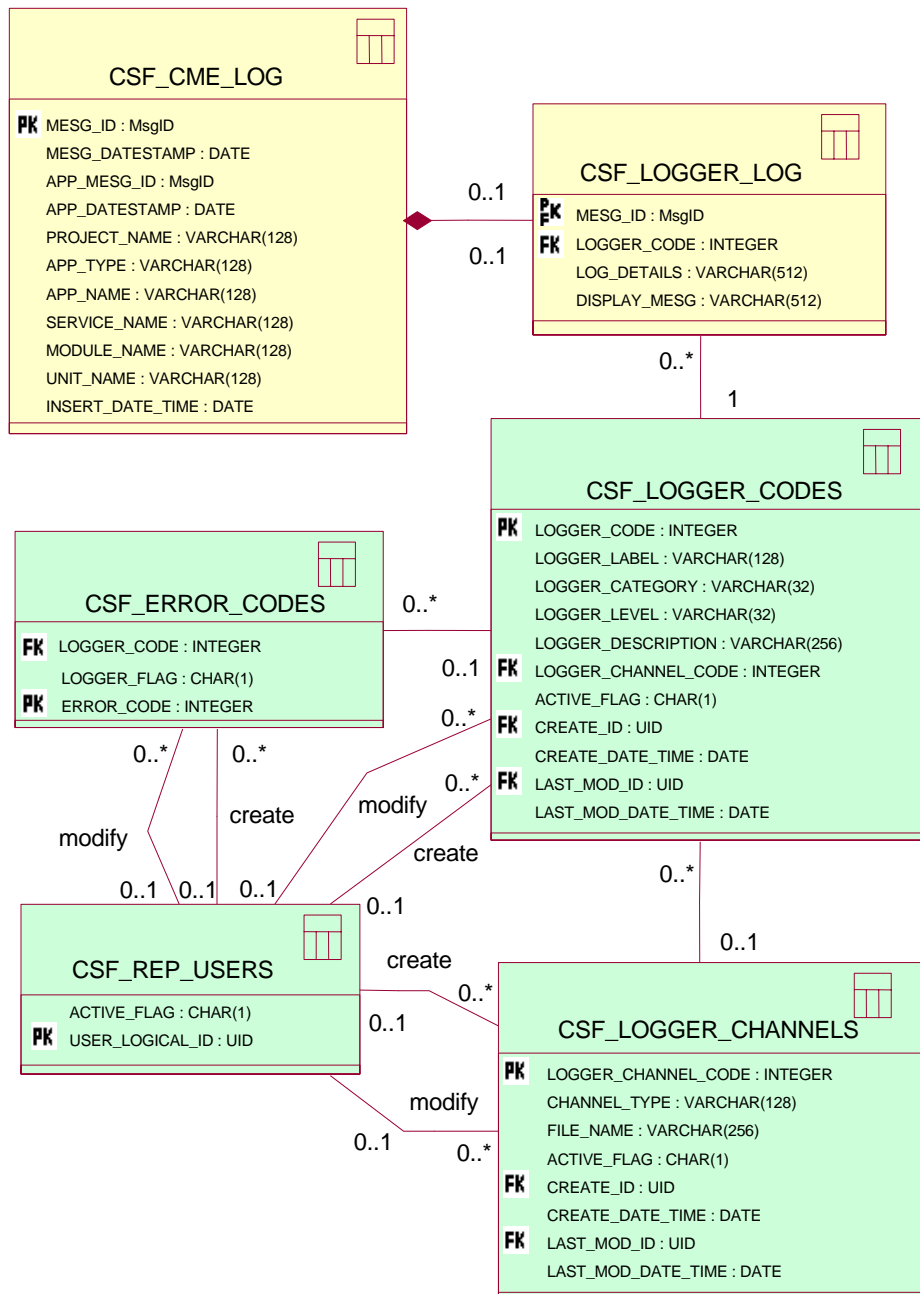 CSF_CME_LOG
PK MESG_ID : MsgID
MESG_DATESTAMP : DATE
APP_MESG_ID : MsgID
APP_DATESTAMP : DATE
PROJECT_NAME : VARCHAR(128)
APP_TYPE : VARCHAR(128)
APP_NAME : VARCHAR(128)
SERVICE_NAME : VARCHAR(128)
MODULE_NAME : VARCHAR(128)
UNIT_NAME : VARCHAR(128)
INSERT_DATE_TIME : DATE
0..1
0..1
CSF_LOGGER_LOG
PFK MESG_ID : MsgID
FK LOGGER_CODE : INTEGER
LOG_DETAILS : VARCHAR(512)
DISPLAY_MESG : VARCHAR(512)
0..*
1
CSF_LOGGER_CODES
PK LOGGER_CODE : INTEGER
LOGGER_LABEL : VARCHAR(128)
LOGGER_CATEGORY : VARCHAR(32)
LOGGER_LEVEL : VARCHAR(32)
LOGGER_DESCRIPTION : VARCHAR(256)
FK LOGGER_CHANNEL_CODE : INTEGER
ACTIVE_FLAG : CHAR(1)
FK CREATE_ID : UID
CREATE_DATE_TIME : DATE
FK LAST_MOD_ID : UID
LAST_MOD_DATE_TIME : DATE
CSF_ERROR_CODES
FK LOGGER_CODE : INTEGER
LOGGER_FLAG : CHAR(1)
PK ERROR_CODE : INTEGER
0..*
0..1
0..*
0..*
0..*
0..*
modify
create
modify
create
0..1
0..1
0..1
0..1
0..*
0..1
CSF_REP_USERS
ACTIVE_FLAG : CHAR(1)
PK USER_LOGICAL_ID : UID
create
0..*
0..1
modify
0..1
0..*
CSF_LOGGER_CHANNELS
PK LOGGER_CHANNEL_CODE : INTEGER
CHANNEL_TYPE : VARCHAR(128)
FILE_NAME : VARCHAR(256)
ACTIVE_FLAG : CHAR(1)
FK CREATE_ID : UID
CREATE_DATE_TIME : DATE
FK LAST_MOD_ID : UID
LAST_MOD_DATE_TIME : DATE